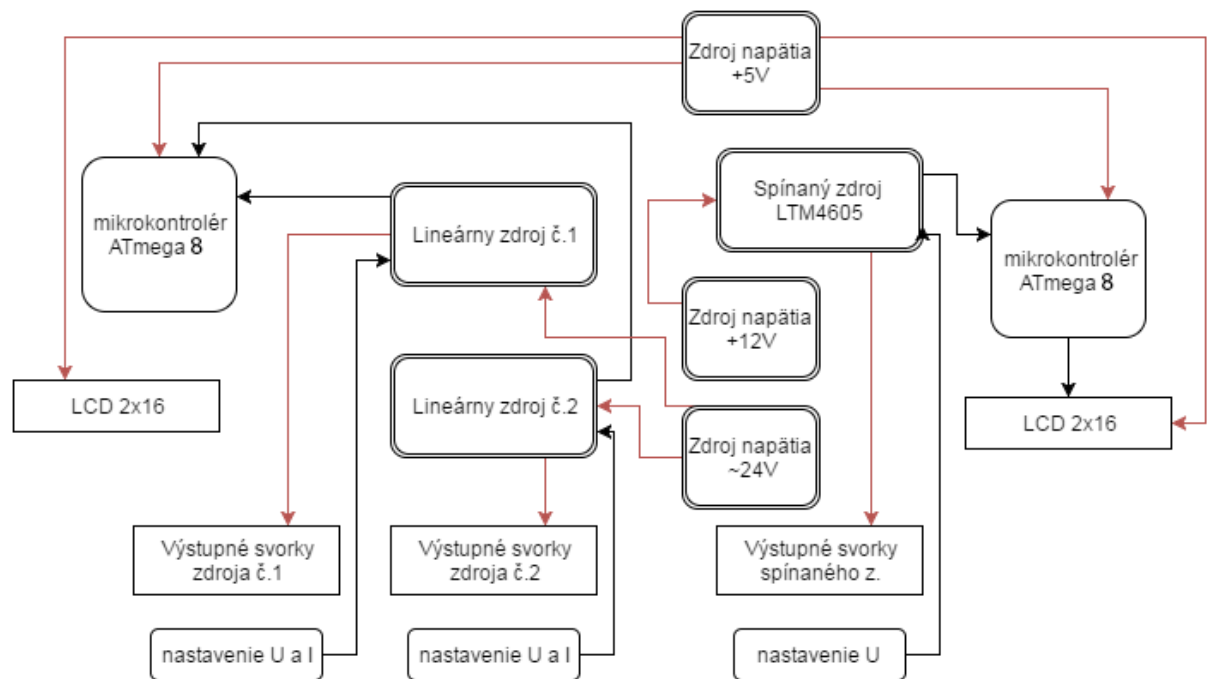 Zdroj napätia
+5V
mikrokontrolér
ATmega 8
Lineárny zdroj č.1
Spínaný zdroj
LTM4605
mikrokontrolér
ATmega 8
Zdroj napätia
+12V
LCD 2x16
Lineárny zdroj č.2
Zdroj napätia
~24V
LCD 2x16
Výstupné svorky
zdroja č.1
Výstupné svorky
zdroja č.2
Výstupné svorky
spínaného z.
nastavenie U a I
nastavenie U a I
nastavenie U